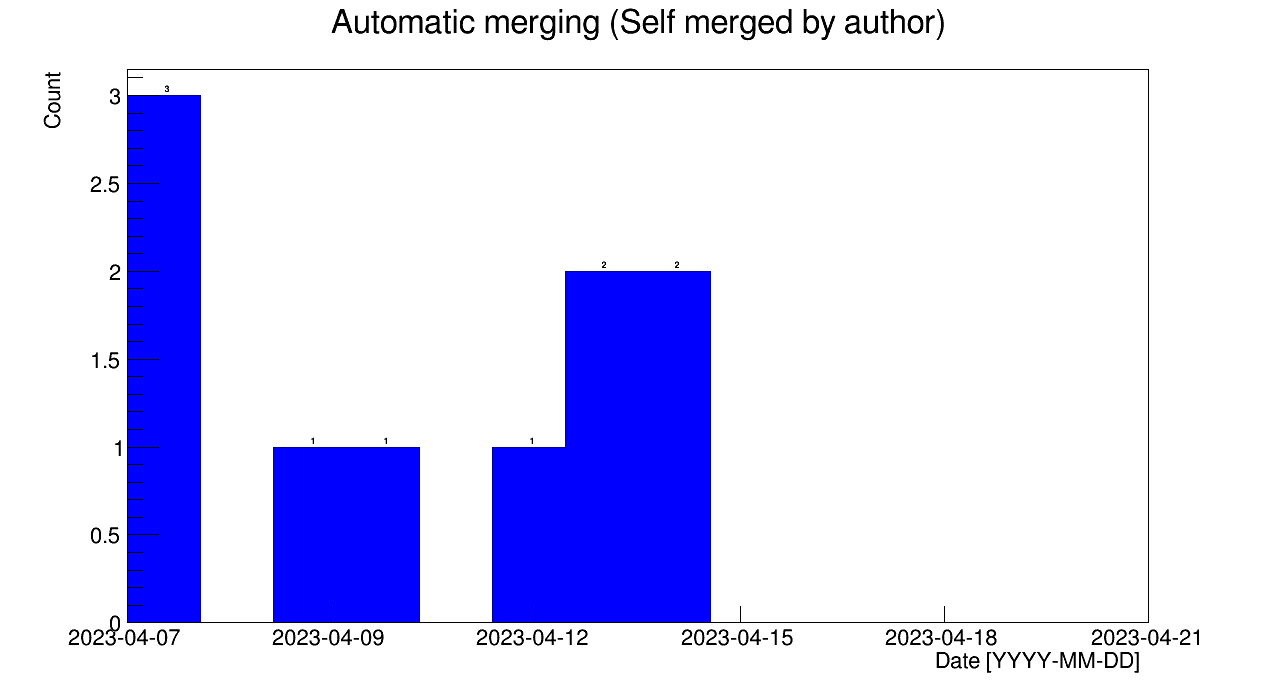 Automatic merging (Self merged by author)
Count
3
3
2.5
2
2 2
1.5
1
1 1 1
0.5
0
2023-04-07 2023-04-09 2023-04-12 2023-04-15 2023-04-18 2023-04-21
Date [YYYY-MM-DD]